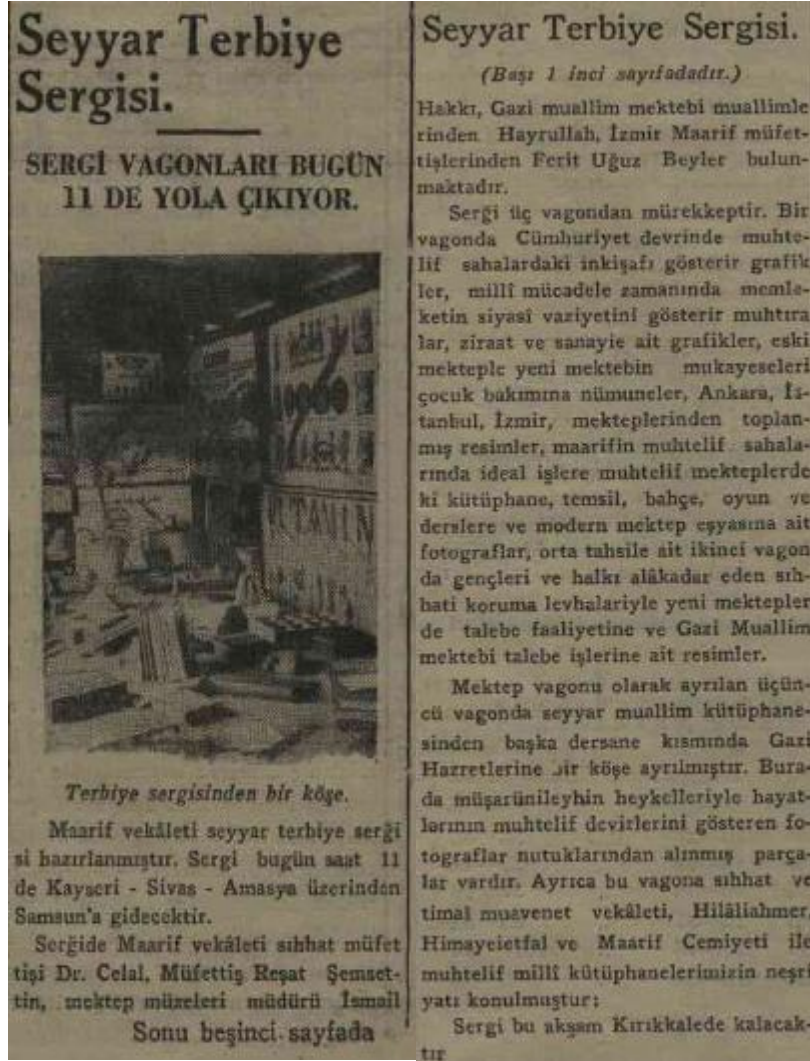 Seyyar Terbiye
Sergisi.
SERGİ VAGONLARI BUGÜN
11 DE YOLA ÇIKIYOR.
Terbiye sergisinden bir köşe.
Maarif vekâleti seyyar terbiye serği
si hazırlanmıştır. Sergi bugün saat 11
de Kayseri - Sivas - Amasya üzerinden
Samsun'a gidecektir.
Serğide Maarif vekâleti sıhhat müfet
tişi Dr. Celal, Müfettiş Reşat Şemset-
tin, mektep müzeleri müdürü İsmail
Sonu beşinci sayfada
Seyyar Terbiye Sergisi.
(Başı 1 inci sayıfadadır.)
Hakkı, Gazi muallim mektebi muallimle
rinden Hayrullah, İzmir Maarif müfet-
tişlerinden Ferit Uğuz Beyler bulun-
maktadır.
Serği üç vagondan mürekkeptir. Bir
vagonda Cümhuriyet devrinde muhte-
lif sahalardaki inkişafı gösterir grafik
ler, millî mücadele zamanında memle-
ketin siyasî vaziyetini gösterir muhtıra
lar, ziraat ve sanayie ait grafikler, eski
mekteple yeni mektebin mukayeseleri
çocuk bakımına nümuneler, Ankara, İs-
tanbul, İzmir, mekteplerinden toplan-
mış resimler, maarifin muhtelif sahala-
rında ideal işlere muhtelif mekteplerde
ki kütüphane, temsil, bahçe, oyun ve
derslere ve modern mektep eşyasına ait
fotograflar, orta tahsile ait ikinci vagon
da gençleri ve halkı alâkadar eden sıh-
hati koruma levhalariyle yeni mektepler
de talebe faaliyetine ve Gazi Muallim
mektebi talebe işlerine ait resimler.
Mektep vagonu olarak ayrılan üçün-
cü vagonda seyyar muallim kütüphane-
sinden başka dersane kısmında Gazi
Hazretlerine bir köşe ayrılmıştır. Bura-
da müşarünileyhin heykelleriyle hayat-
larının muhtelif devirlerini gösteren fo-
tograflar nutuklarından alınmış parça-
lar vardır. Ayrıca bu vagona sıhhat ve
timaî muavenet vekâleti, Hilâliahmer,
Himayeietfal ve Maarif Cemiyeti ile
muhtelif millî kütüphanelerimizin neşri
yatı konulmuştur;
Sergi bu akşam Kırıkkalede kalacak-
tır